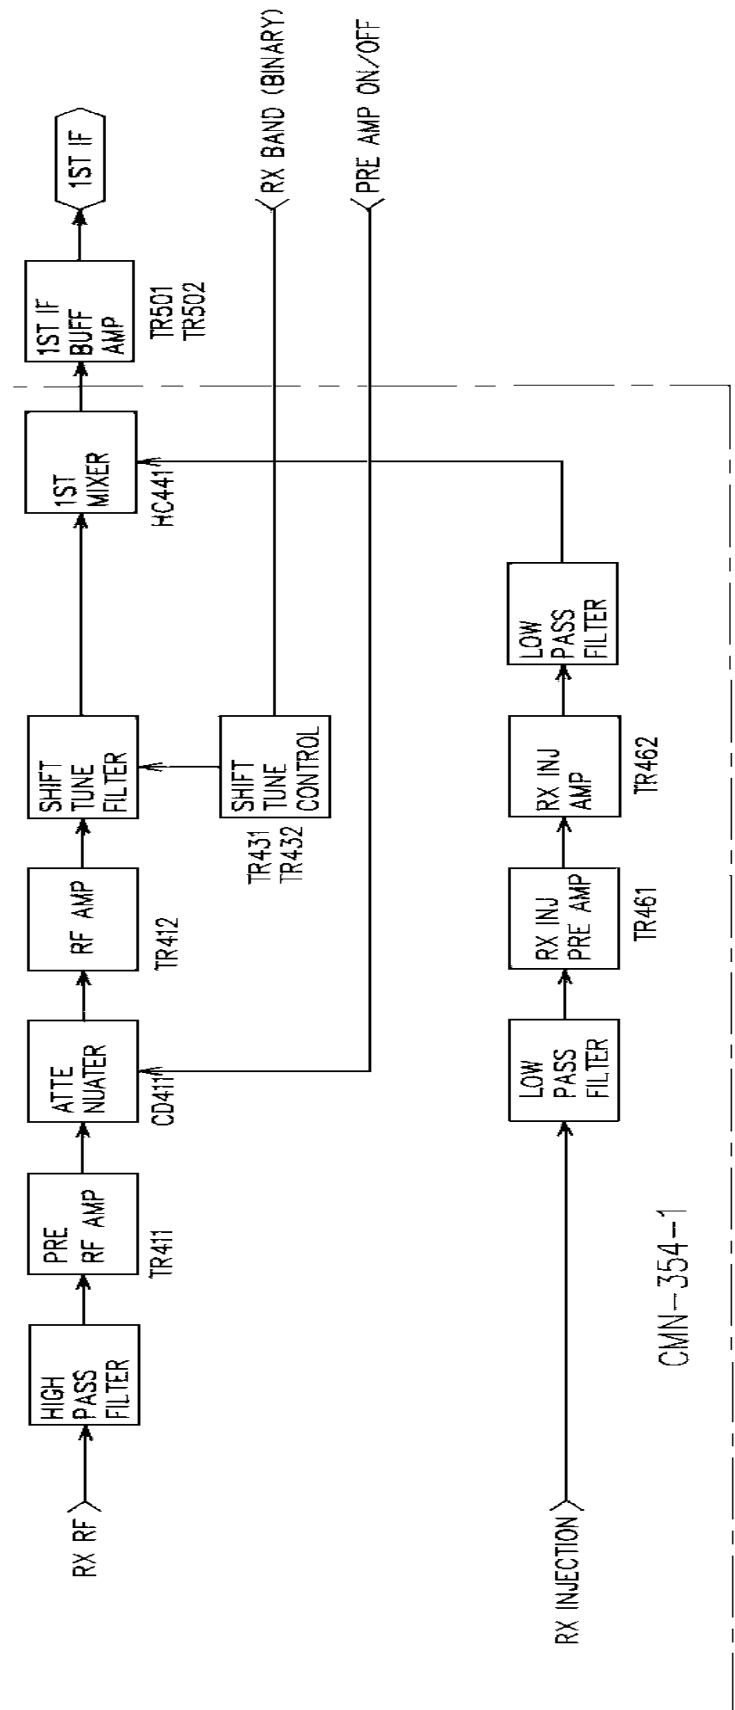 RX RF
HIGH
PASS
FILTER
PRE
RF AMP
TR411
ATTE
NUATER
CD411
RF AMP
TR412
SHIFT
TUNE
FILTER
1ST
MIXER
HC441
1ST IF
BUFF
AMP
TR501
TR502
1ST IF
SHIFT
TUNE
CONTROL
TR431
TR432
RX BAND (BINARY)
PRE AMP ON/OFF
RX INJECTION
LOW
PASS
FILTER
RX INJ
PRE AMP
TR461
RX INJ
AMP
TR462
LOW
PASS
FILTER
CMN-354-1